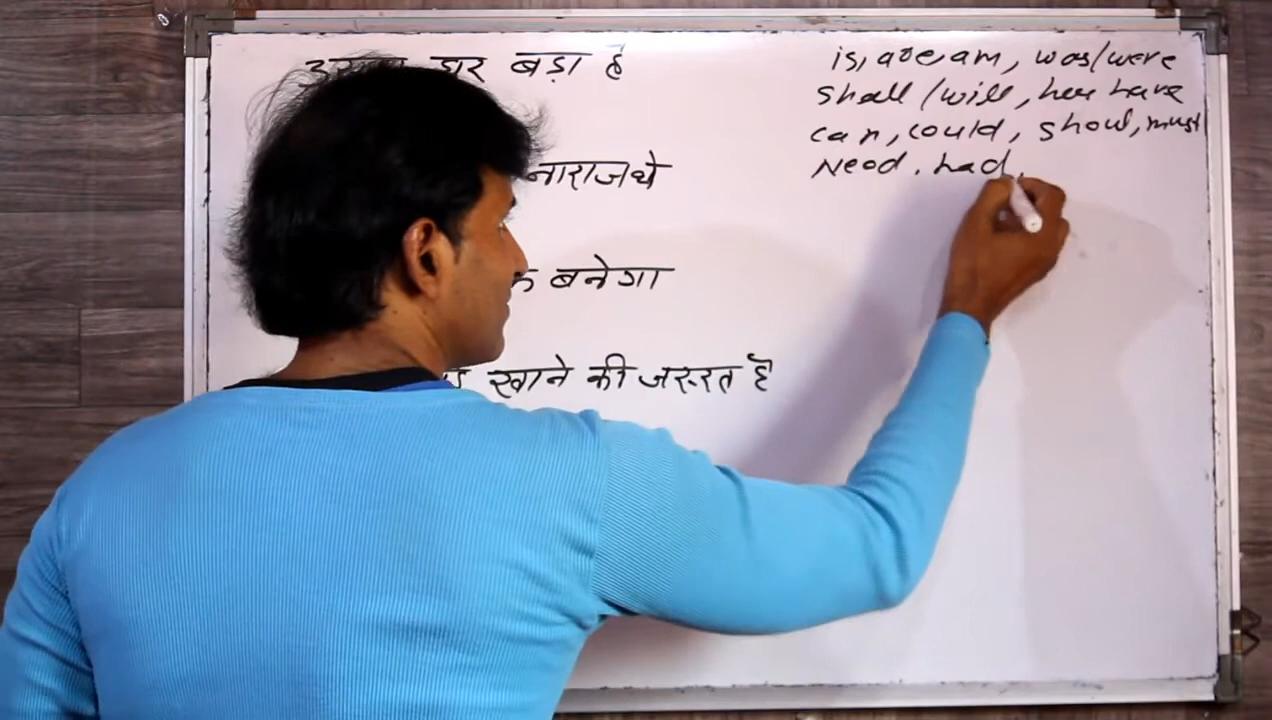 घर बड़ा है
नाराज थे
बनेगा
खाने की जरुरत है
is, are, am, was/were
shall/will, has have
can, could, shoul, must
Need. had,